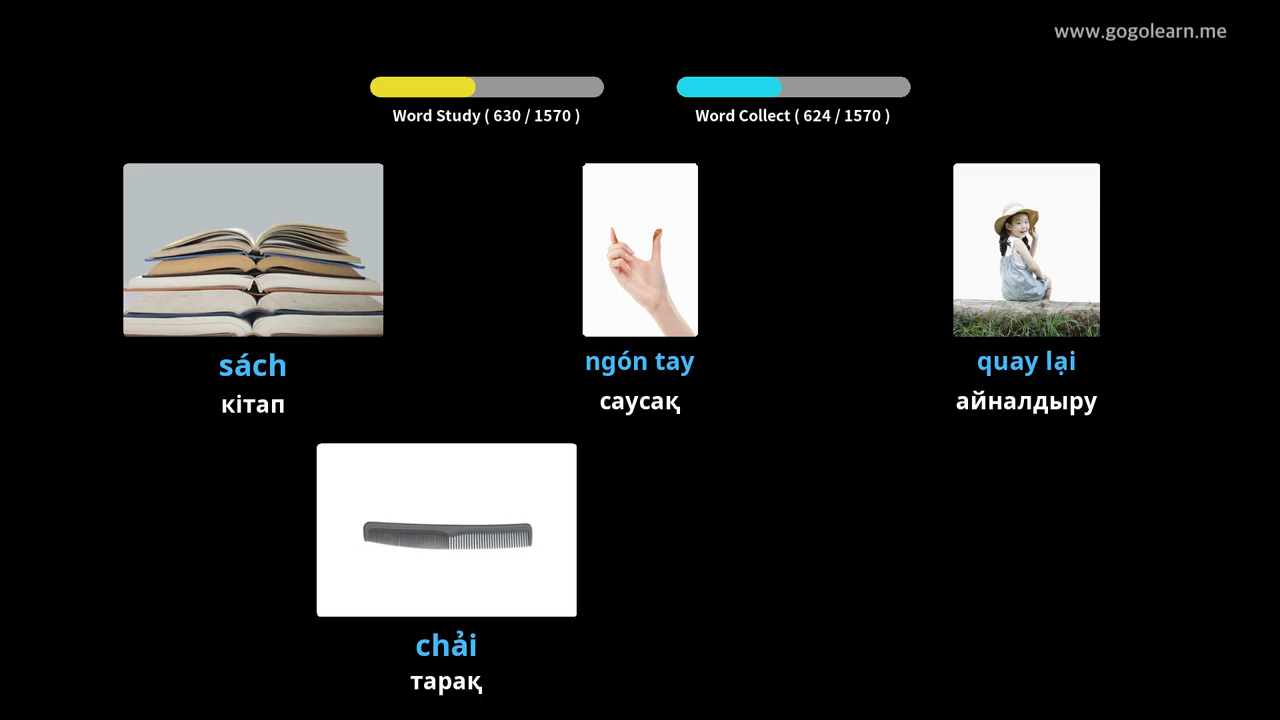 www.gogolearn.me
Word Study ( 630 / 1570 )
Word Collect ( 624 / 1570 )
sách
кітап
ngón tay
саусақ
quay lại
айналдыру
chải
тарақ